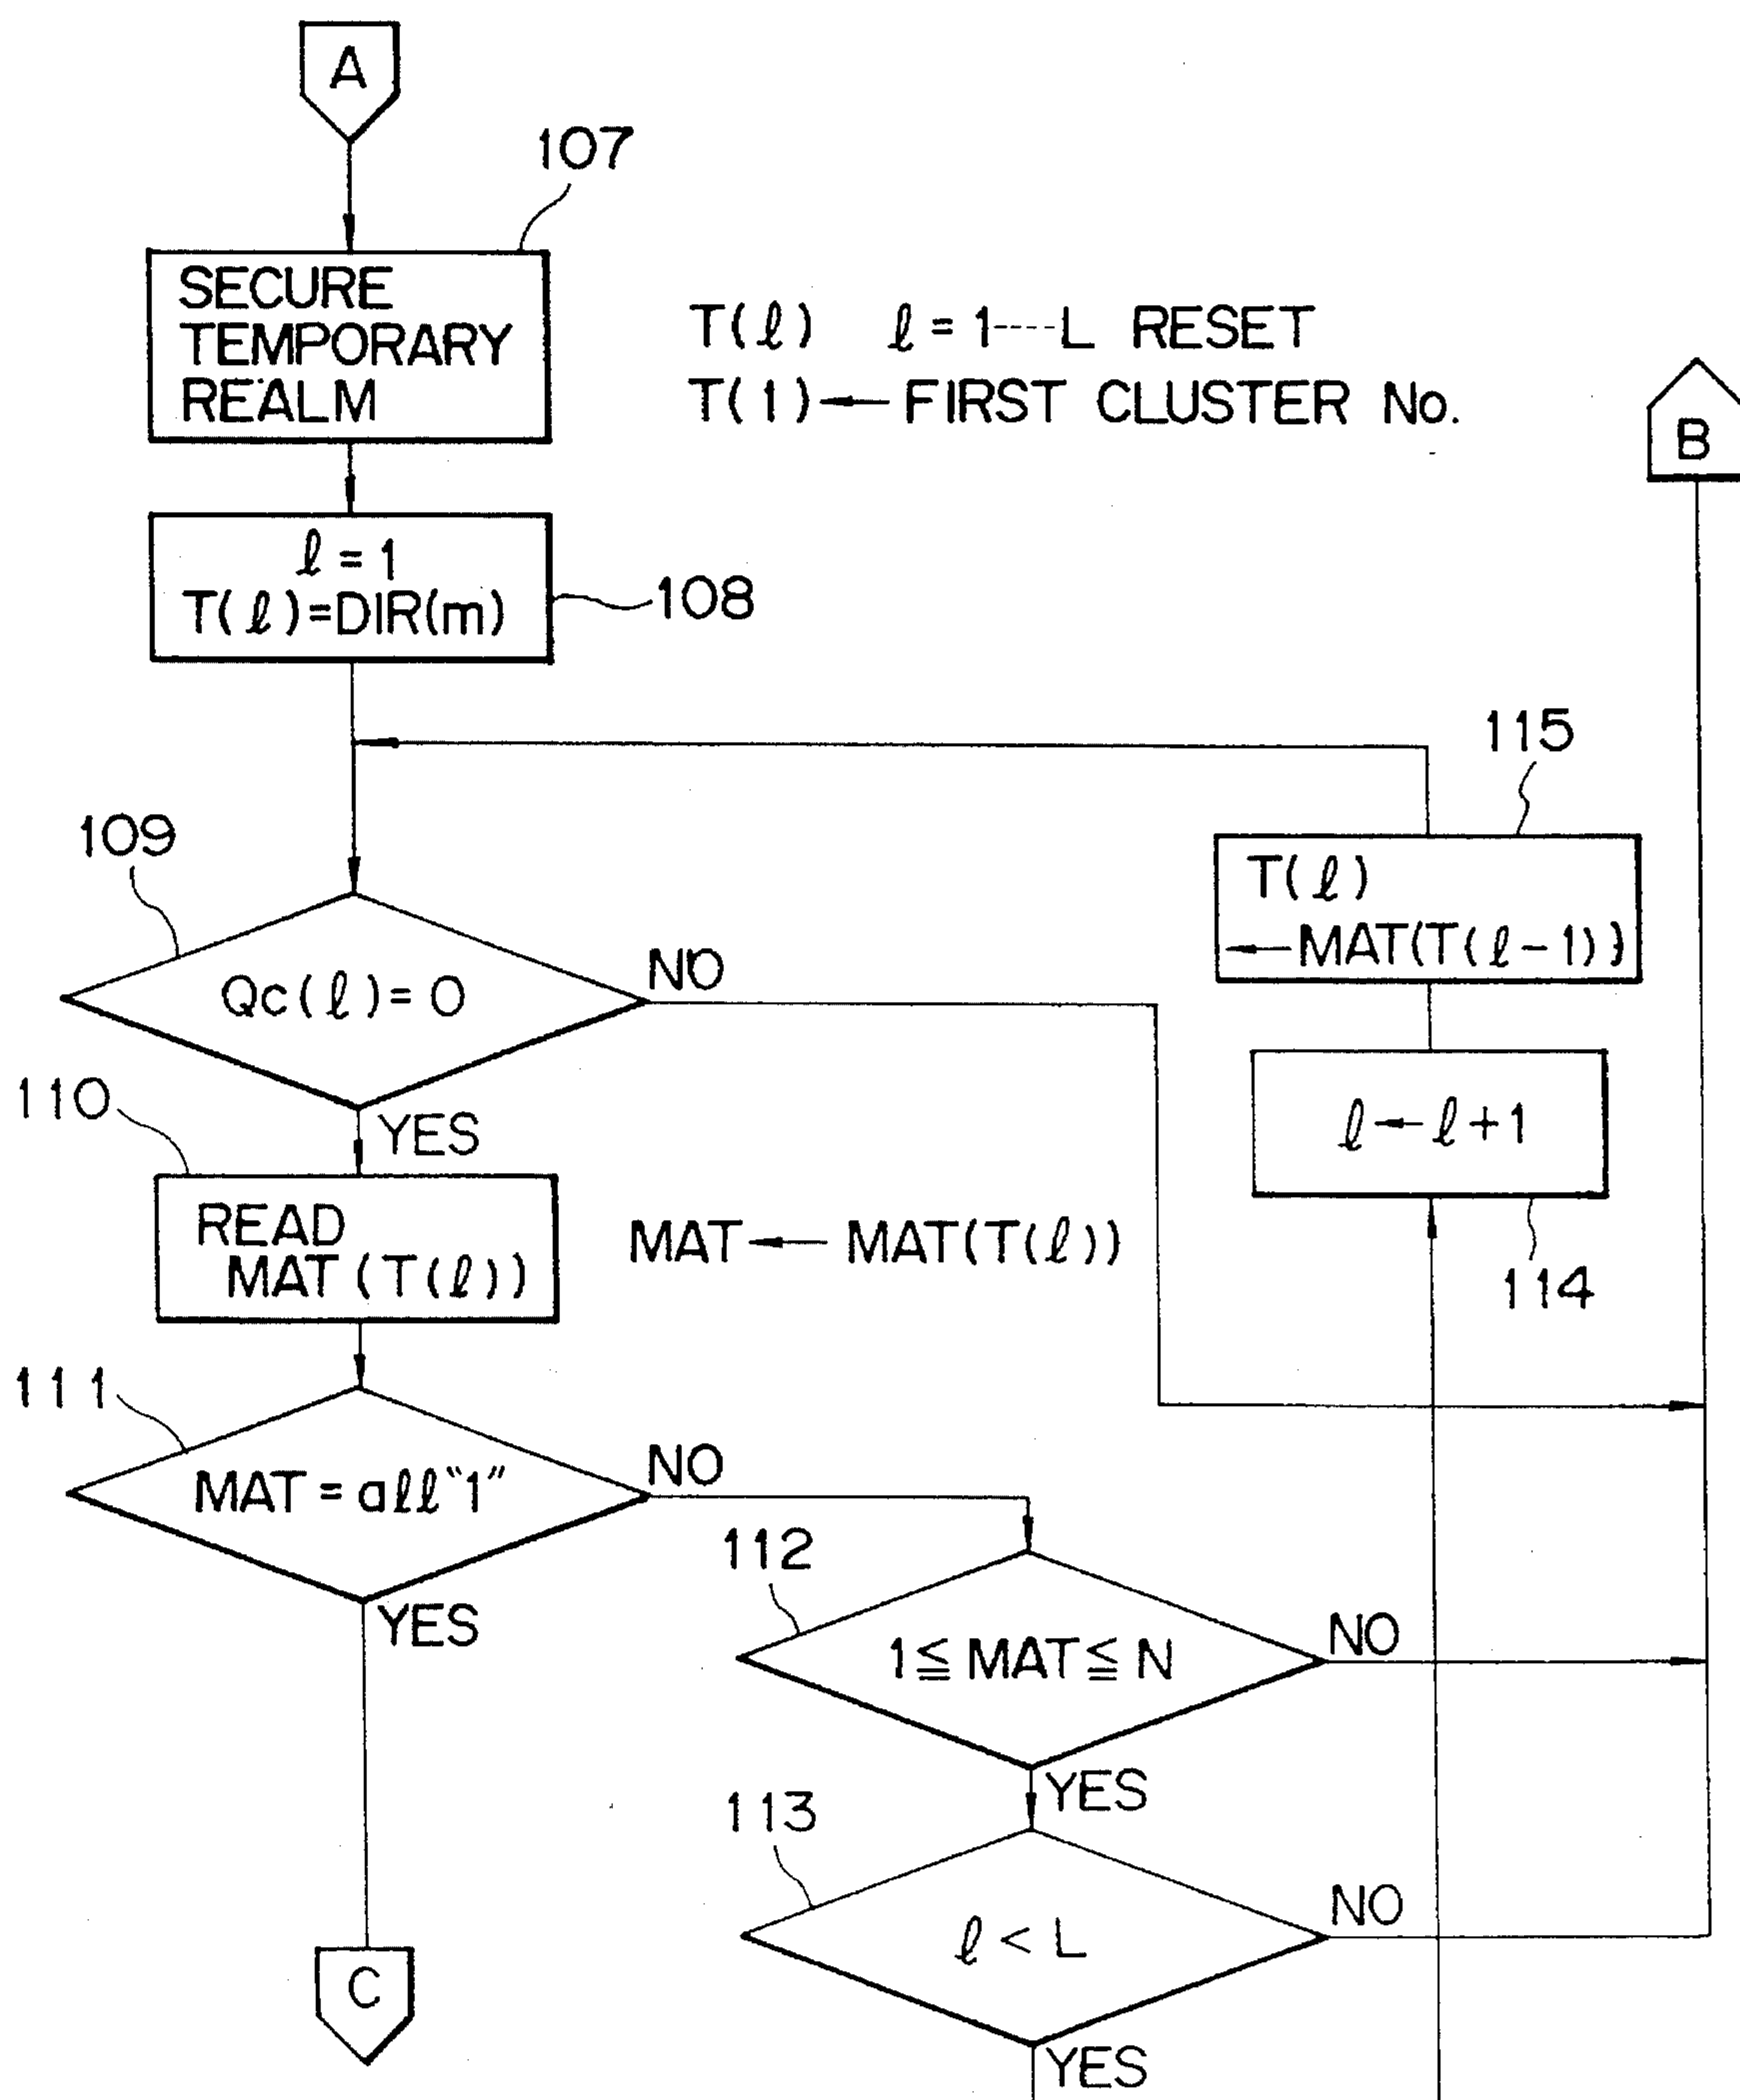 A
107
SECURE
TEMPORARY
REALM
T(ℓ) ℓ = 1----L RESET
T(1)←FIRST CLUSTER No.
B
ℓ = 1
T(ℓ)=DIR(m)
108
115
T(ℓ)
←MAT(T(ℓ-1))
109
Qc(ℓ)= 0
NO
YES
110
READ
MAT(T(ℓ))
MAT← MAT(T(ℓ))
ℓ←ℓ+1
114
111
MAT = all "1"
NO
YES
112
1≦ MAT ≦ N
NO
YES
113
ℓ < L
NO
YES
C